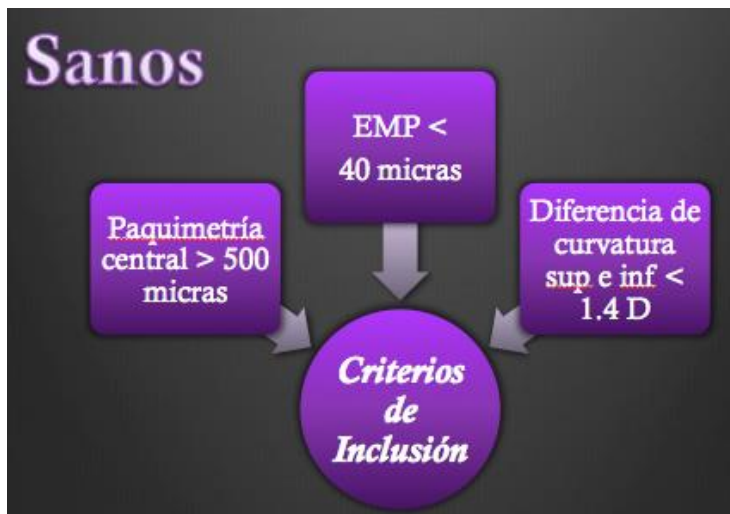 Sanos
EMP <
40 micras
Paquimetría
central > 500
micras
Diferencia de
curvatura
sup e inf <
1.4 D
Criterios
de
Inclusión